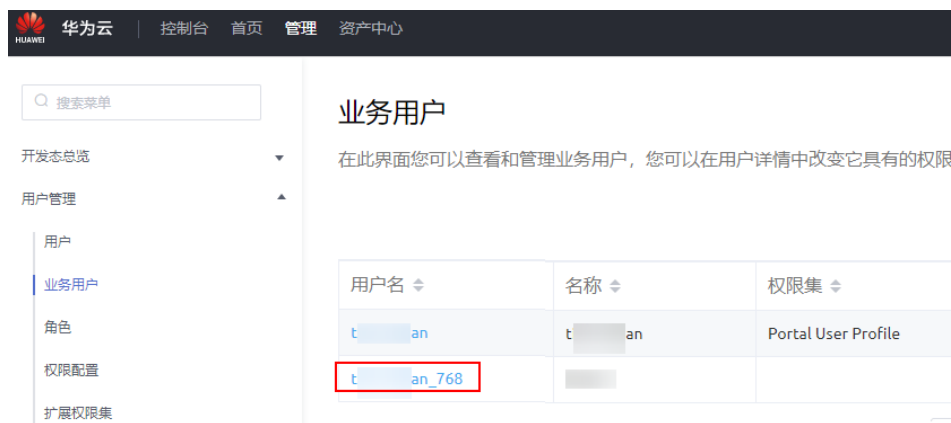 HUAWEI 华为云 控制台 首页 管理 资产中心
搜索菜单
开发态总览
用户管理
用户
业务用户
角色
权限配置
扩展权限集
业务用户
在此界面您可以查看和管理业务用户，您可以在用户详情中改变它具有的权限
用户名 名称 权限集
t an t an Portal User Profile
t an_768